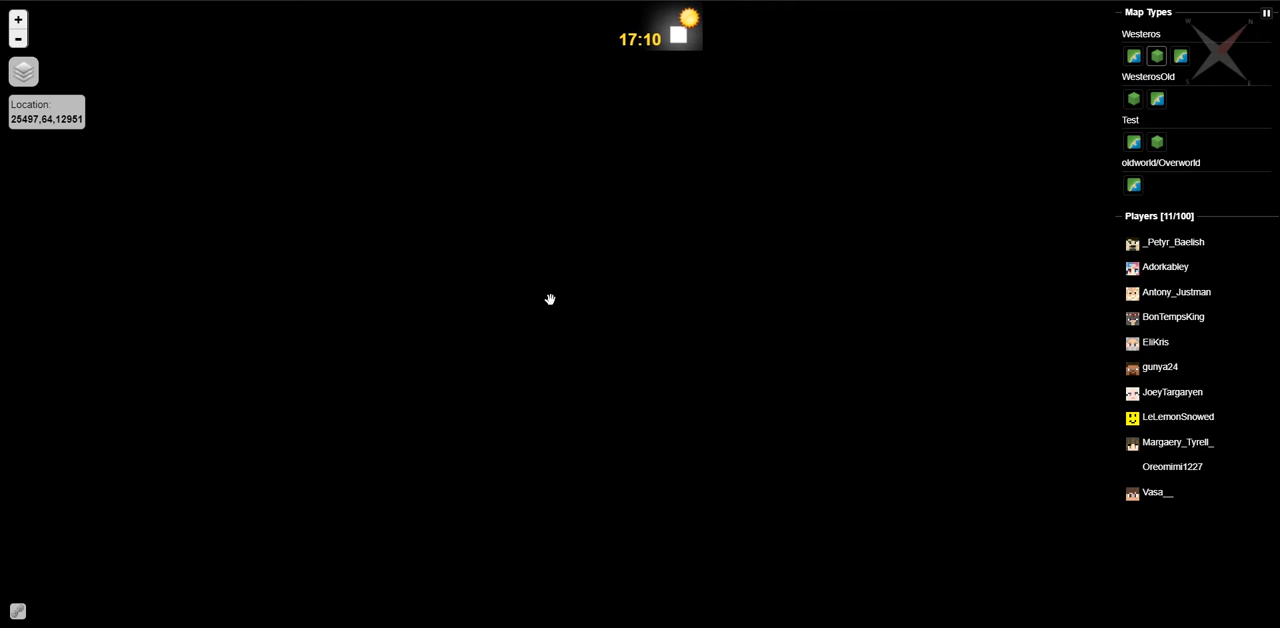 +
-
Location:
25497,64,12951
17:10
Map Types
W
N
S
E
Westeros
WesterosOld
Test
oldworld/Overworld
Players [11/100]
_Petyr_Baelish
Adorkabley
Antony_Justman
BonTempsKing
EliKris
gunya24
JoeyTargaryen
LeLemonSnowed
Margaery_Tyrell_
Oreomimi1227
Vasa__